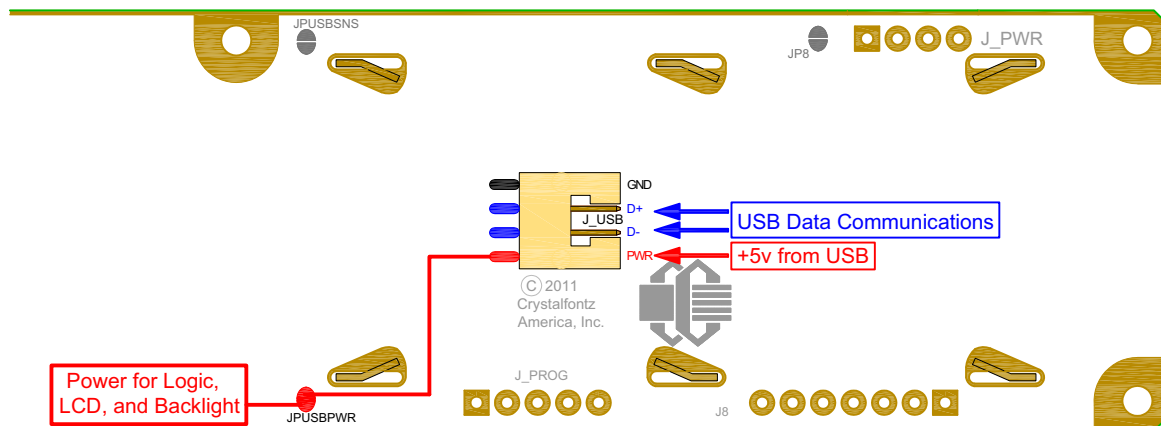 JPUSBSNS
JP8
J_PWR
GND
D+
J_USB
D-
PWR
USB Data Communications
+5v from USB
© 2011
Crystalfontz
America, Inc.
Power for Logic,
LCD, and Backlight
JPUSBPWR
J_PROG
J8